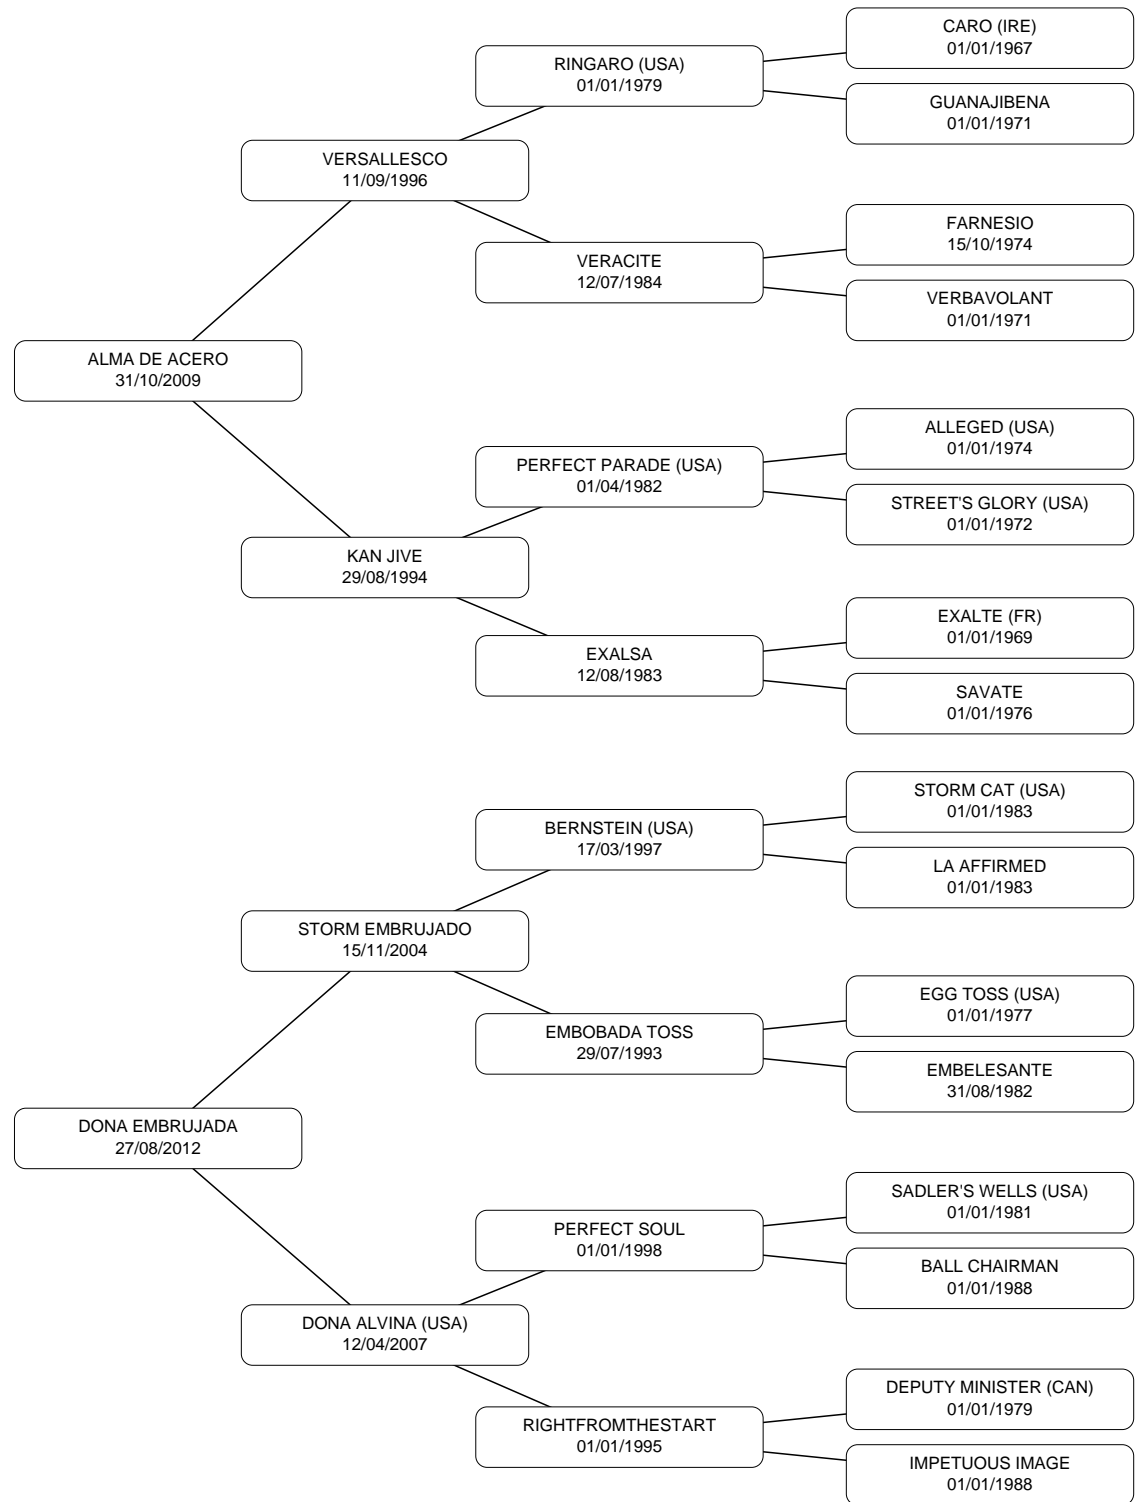 CARO (IRE)
01/01/1967
RINGARO (USA)
01/01/1979
GUANAJIBENA
01/01/1971
VERSALLESCO
11/09/1996
FARNESIO
15/10/1974
VERACITE
12/07/1984
VERBAVOLANT
01/01/1971
ALMA DE ACERO
31/10/2009
ALLEGED (USA)
01/01/1974
PERFECT PARADE (USA)
01/04/1982
STREET'S GLORY (USA)
01/01/1972
KAN JIVE
29/08/1994
EXALTE (FR)
01/01/1969
EXALSA
12/08/1983
SAVATE
01/01/1976
STORM CAT (USA)
01/01/1983
BERNSTEIN (USA)
17/03/1997
LA AFFIRMED
01/01/1983
STORM EMBRUJADO
15/11/2004
EGG TOSS (USA)
01/01/1977
EMBOBADA TOSS
29/07/1993
EMBELESANTE
31/08/1982
DONA EMBRUJADA
27/08/2012
SADLER'S WELLS (USA)
01/01/1981
PERFECT SOUL
01/01/1998
BALL CHAIRMAN
01/01/1988
DONA ALVINA (USA)
12/04/2007
DEPUTY MINISTER (CAN)
01/01/1979
RIGHTFROMTHESTART
01/01/1995
IMPETUOUS IMAGE
01/01/1988